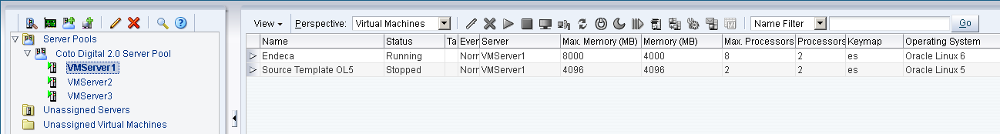 View Perspective: Virtual Machines Name Filter Go
Server Pools
Coto Digital 2.0 Server Pool
VMServer1
VMServer2
VMServer3
Unassigned Servers
Unassigned Virtual Machines
Name Status Ta Ever Server Max. Memory (MB) Memory (MB) Max. Processors Processors Keymap Operating System
Endeca Running Norr VMServer1 8000 4000 8 2 es Oracle Linux 6
Source Template OL5 Stopped Norr VMServer1 4096 4096 2 2 es Oracle Linux 5